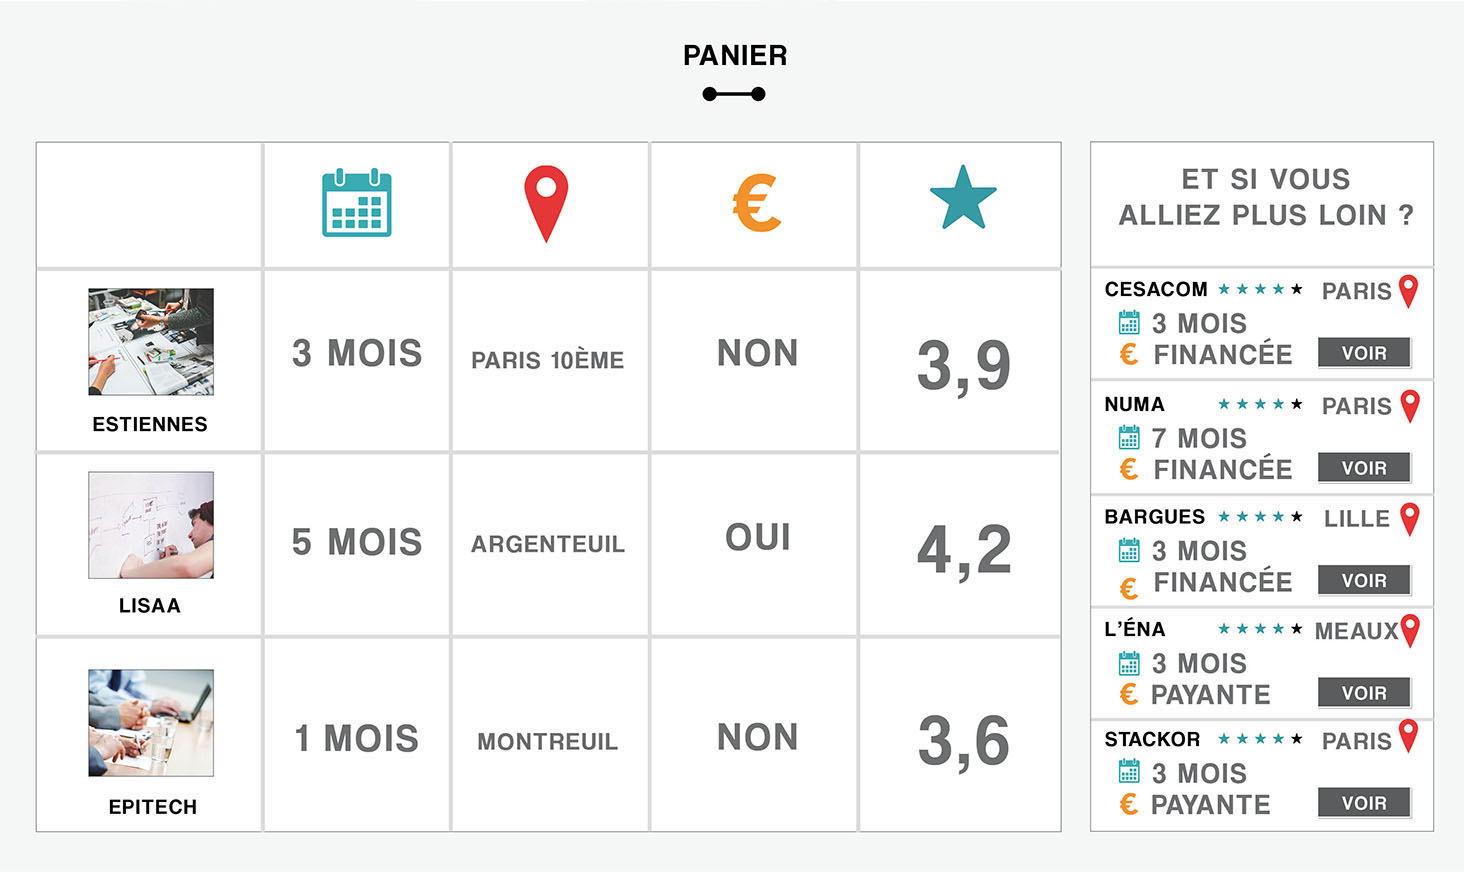 PANIER
ESTIENNES
3 MOIS
PARIS 10ÈME
NON
3,9
LISAA
5 MOIS
ARGENTEUIL
OUI
4,2
EPITECH
1 MOIS
MONTREUIL
NON
3,6
ET SI VOUS
ALLIEZ PLUS LOIN ?
CESACOM PARIS
3 MOIS
€ FINANCÉE VOIR
NUMA PARIS
7 MOIS
€ FINANCÉE VOIR
BARGUES LILLE
3 MOIS
€ FINANCÉE VOIR
L'ÉNA MEAUX
3 MOIS
€ PAYANTE VOIR
STACKOR PARIS
3 MOIS
€ PAYANTE VOIR